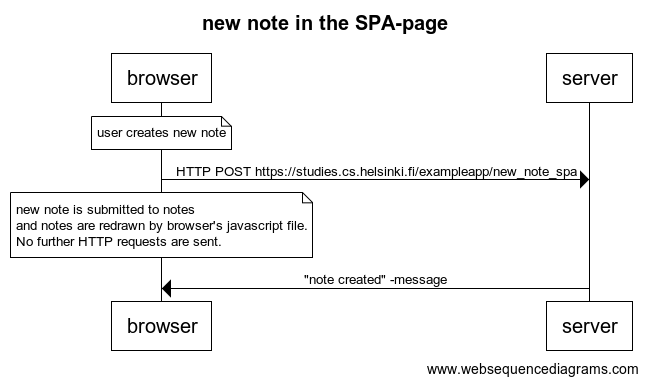 new note in the SPA-page
browser
server
user creates new note
HTTP POST https://studies.cs.helsinki.fi/exampleapp/new_note_spa
new note is submitted to notes
and notes are redrawn by browser's javascript file.
No further HTTP requests are sent.
"note created" -message
browser
server
www.websequencediagrams.com